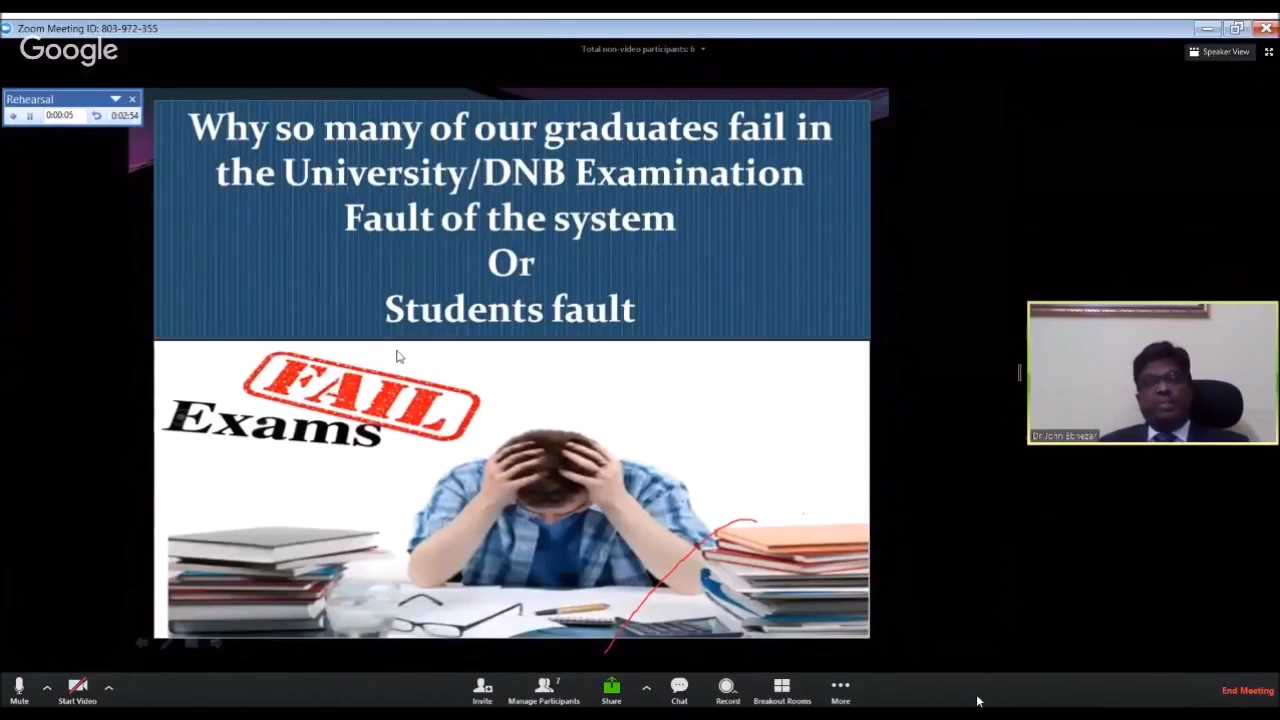 Zoom Meeting ID: 803-972-355
Google
Total non-video participants: 6
Speaker View
Rehearsal
0:00:05
0:02:54
Why so many of our graduates fail in
the University/DNB Examination
Fault of the system
Or
Students fault
FAIL
Exams
Dr John Ebnezar
7
Mute
Start Video
Invite
Manage Participants
Share
Chat
Record
Breakout Rooms
More
End Meeting